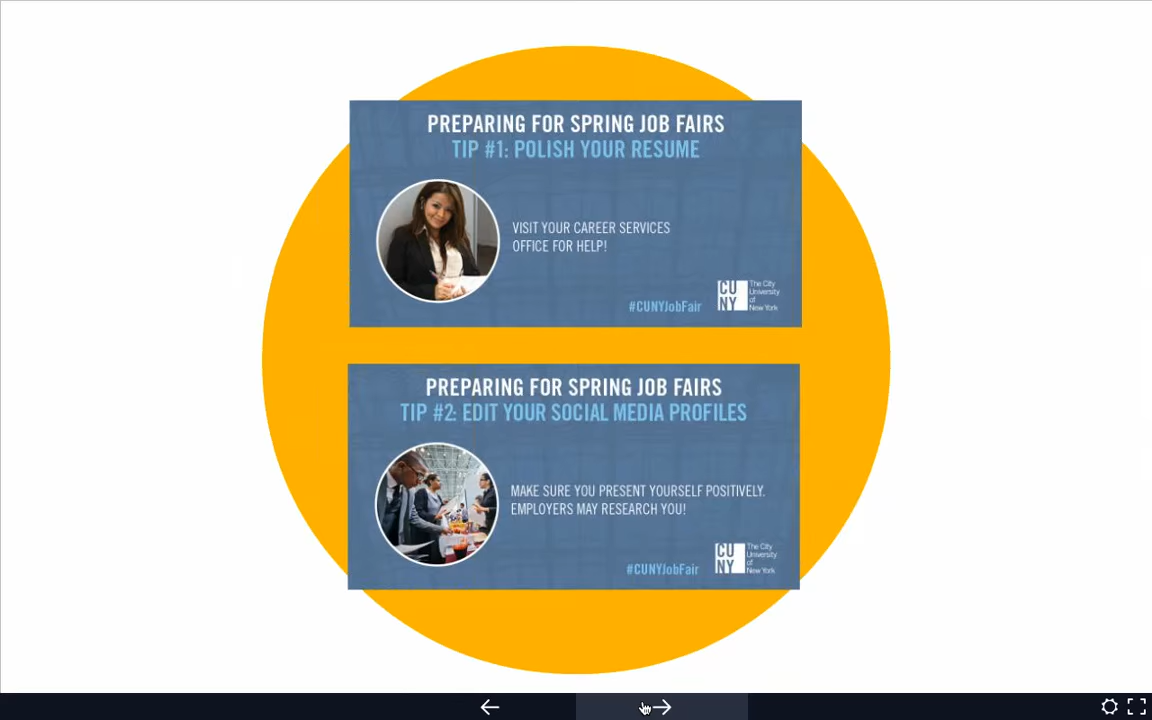 PREPARING FOR SPRING JOB FAIRS
TIP #1: POLISH YOUR RESUME
VISIT YOUR CAREER SERVICES
OFFICE FOR HELP!
#CUNYJobFair
CU
NY
The City
University
of
New York
PREPARING FOR SPRING JOB FAIRS
TIP #2: EDIT YOUR SOCIAL MEDIA PROFILES
MAKE SURE YOU PRESENT YOURSELF POSITIVELY.
EMPLOYERS MAY RESEARCH YOU!
#CUNYJobFair
CU
NY
The City
University
of
New York